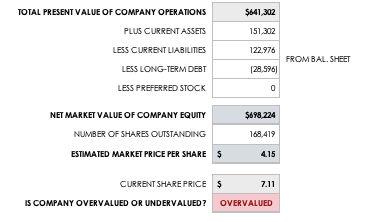 TOTAL PRESENT VALUE OF COMPANY OPERATIONS $641,302
PLUS CURRENT ASSETS 151,302
LESS CURRENT LIABILITIES 122,976
LESS LONG-TERM DEBT (28,596)
FROM BAL. SHEET
LESS PREFERRED STOCK 0
NET MARKET VALUE OF COMPANY EQUITY $698,224
NUMBER OF SHARES OUTSTANDING 168,419
ESTIMATED MARKET PRICE PER SHARE $ 4.15
CURRENT SHARE PRICE $ 7.11
IS COMPANY OVERVALUED OR UNDERVALUED? OVERVALUED